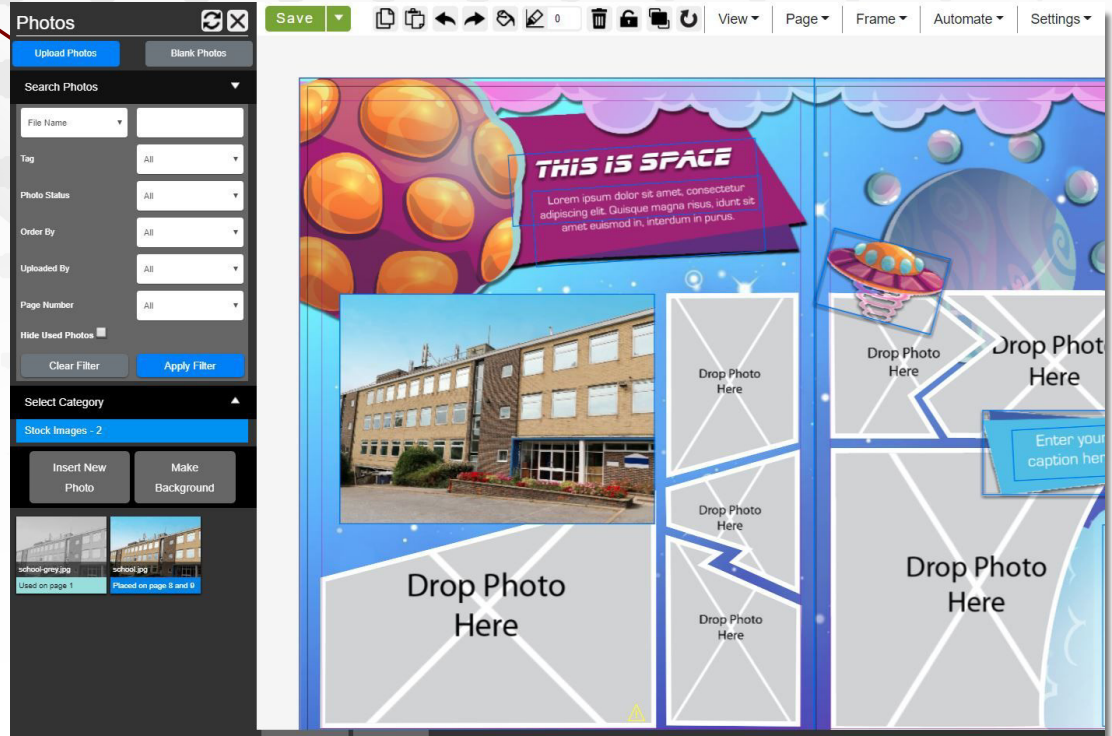 Photos
Save
0
View
Page
Frame
Automate
Settings
Upload Photos
Blank Photos
Search Photos
File Name
Tag
All
Photo Status
All
Order By
All
Uploaded By
All
Page Number
All
Hide Used Photos
Clear Filter
Apply Filter
Select Category
Stock Images - 2
Insert New
Photo
Make
Background
school-grey.jpg
school.jpg
Used on page 1
Placed on page 8 and 9
THIS IS SPACE
Lorem ipsum dolor sit amet, consectetur
adipiscing elit. Quisque magna risus, idunt sit
amet euismod in, interdum in purus.
Drop Photo
Here
Drop Photo
Here
Drop Photo
Here
Drop Photo
Here
Drop Photo
Here
Drop Phot
Here
Enter your
caption her
Drop Photo
Here